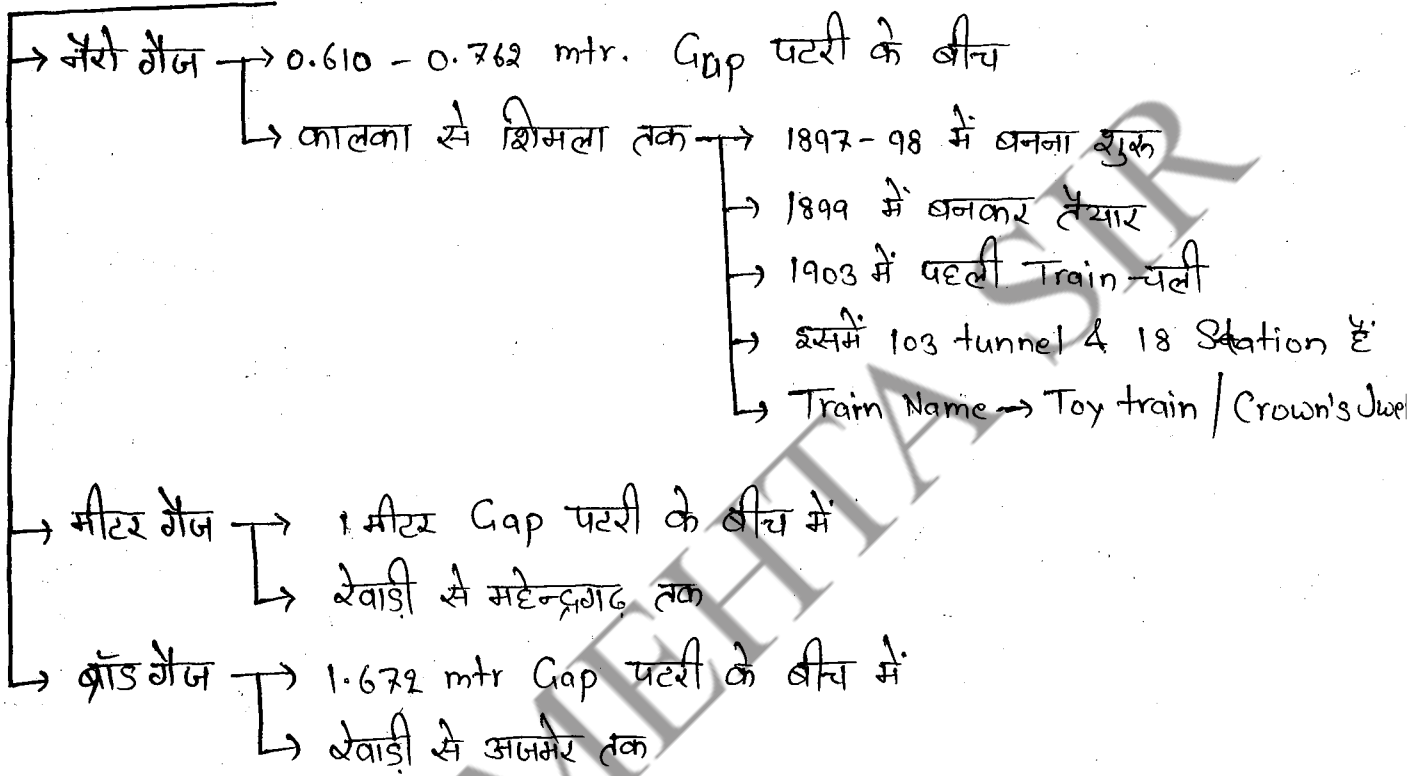 → नैरो गैज → 0.610 - 0.762 mtr. Gap पटरी के बीच
→ कालका से शिमला तक → 1897-98 में बनना शुरू
→ 1899 में बनकर तैयार
→ 1903 में पहली Train चली
→ इसमें 103 tunnel & 18 Station हैं
→ Train Name → Toy train / Crown's Jwel
→ मीटर गैज → 1 मीटर Gap पटरी के बीच में
→ रेवाड़ी से महेन्द्रगढ़ तक
→ ब्रॉड गैज → 1.672 mtr Gap पटरी के बीच में
→ रेवाड़ी से अजमेर तक
MEHTA SIR